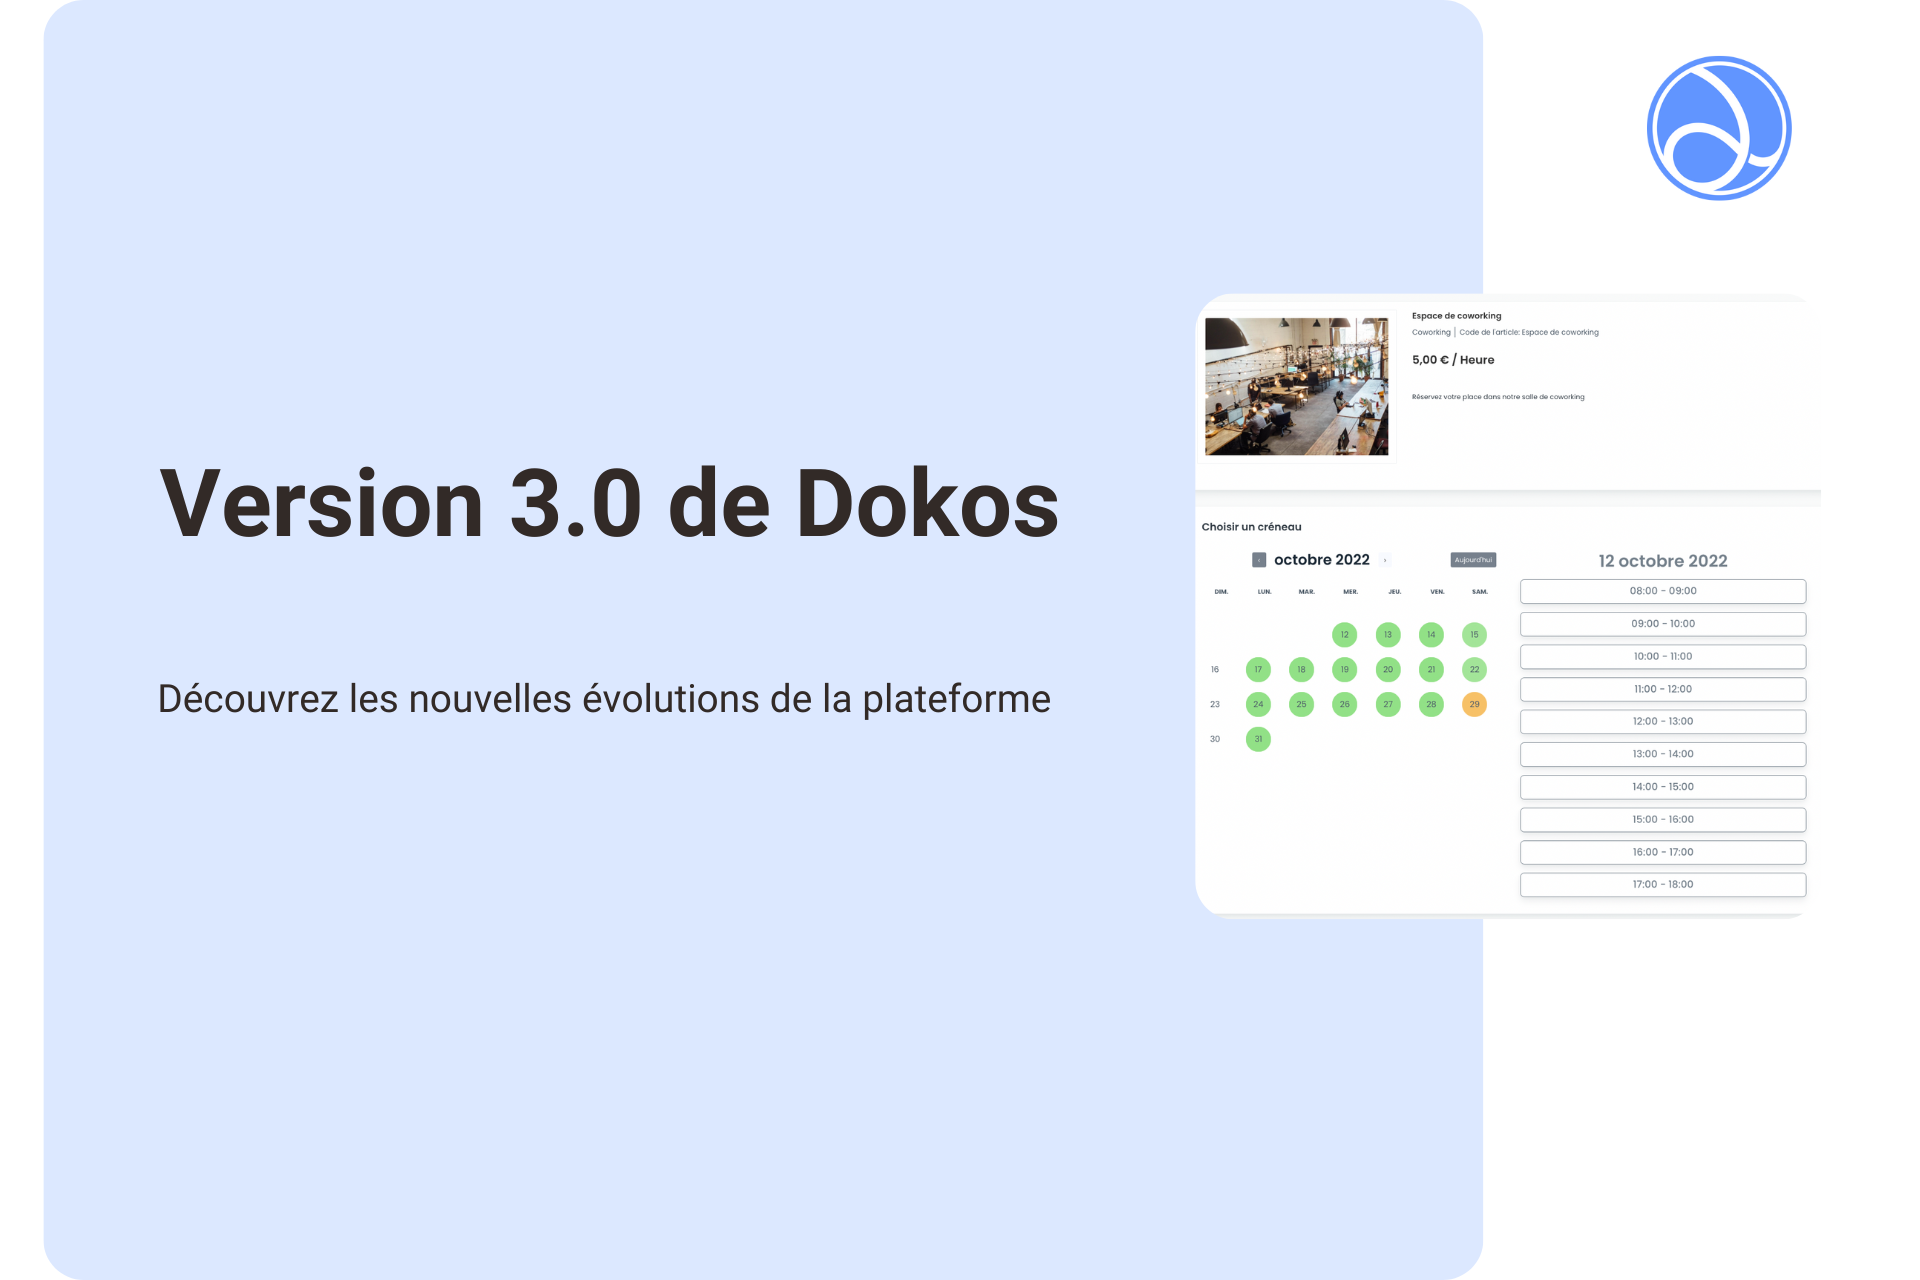 Version 3.0 de Dokos
Découvrez les nouvelles évolutions de la plateforme
Espace de coworking
Coworking | Code de l'article: Espace de coworking
5,00 € / Heure
Réservez votre place dans notre salle de coworking
Choisir un créneau
‹ octobre 2022 › Aujourd'hui
DIM. LUN. MAR. MER. JEU. VEN. SAM.
12 13 14 15
16 17 18 19 20 21 22
23 24 25 26 27 28 29
30 31
12 octobre 2022
08:00 - 09:00
09:00 - 10:00
10:00 - 11:00
11:00 - 12:00
12:00 - 13:00
13:00 - 14:00
14:00 - 15:00
15:00 - 16:00
16:00 - 17:00
17:00 - 18:00